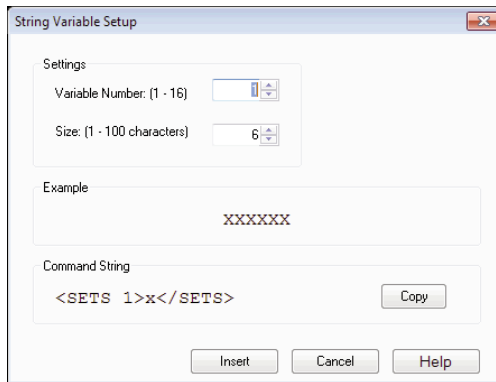 String Variable Setup
Settings
Variable Number: (1 - 16) 1
Size: (1 - 100 characters) 6
Example
XXXXXX
Command String
<SETS 1>x</SETS> Copy
Insert Cancel Help